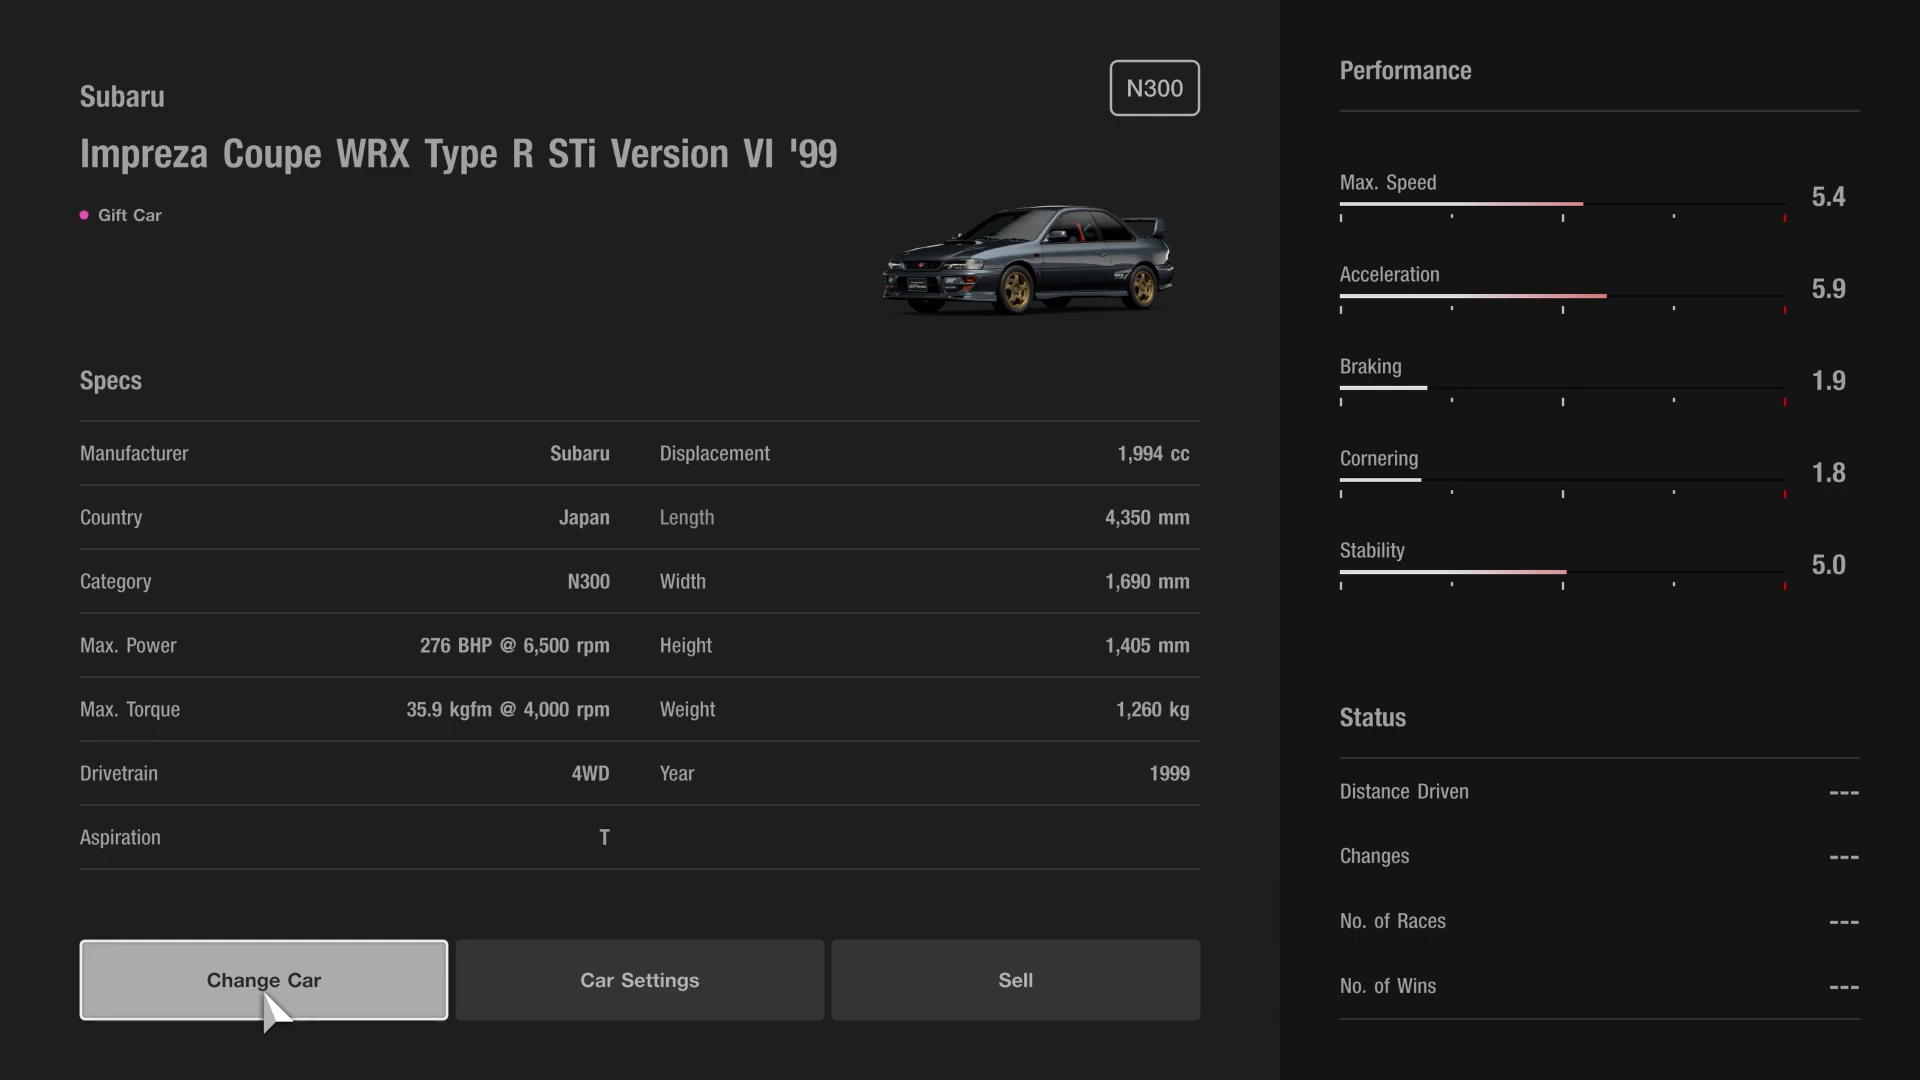 Subaru
N300
Impreza Coupe WRX Type R STi Version VI '99
Gift Car
Specs
Manufacturer Subaru
Displacement 1,994 cc
Country Japan
Length 4,350 mm
Category N300
Width 1,690 mm
Max. Power 276 BHP @ 6,500 rpm
Height 1,405 mm
Max. Torque 35.9 kgfm @ 4,000 rpm
Weight 1,260 kg
Drivetrain 4WD
Year 1999
Aspiration T
Change Car
Car Settings
Sell
Performance
Max. Speed 5.4
Acceleration 5.9
Braking 1.9
Cornering 1.8
Stability 5.0
Status
Distance Driven ---
Changes ---
No. of Races ---
No. of Wins ---